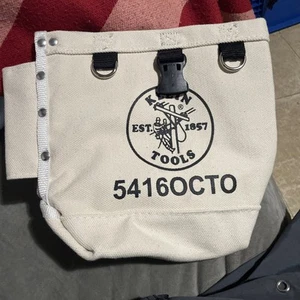 KLEIN
EST. 1857
TOOLS
5416OCTO